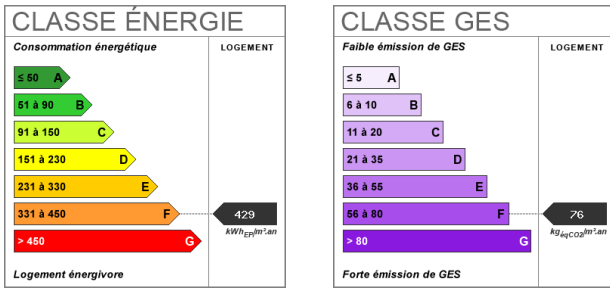 CLASSE ÉNERGIE
Consommation énergétique
LOGEMENT
≤ 50 A
51 à 90 B
91 à 150 C
151 à 230 D
231 à 330 E
331 à 450 F
429
kWhEP/m².an
> 450 G
Logement énergivore
CLASSE GES
Faible émission de GES
LOGEMENT
≤ 5 A
6 à 10 B
11 à 20 C
21 à 35 D
36 à 55 E
56 à 80 F
76
kgéqCO2/m².an
> 80 G
Forte émission de GES